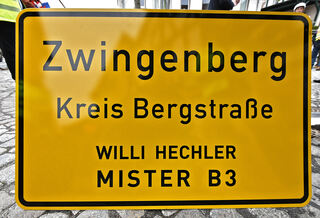 Zwingenberg
Kreis Bergstraße
WILLI HECHLER
MISTER B3